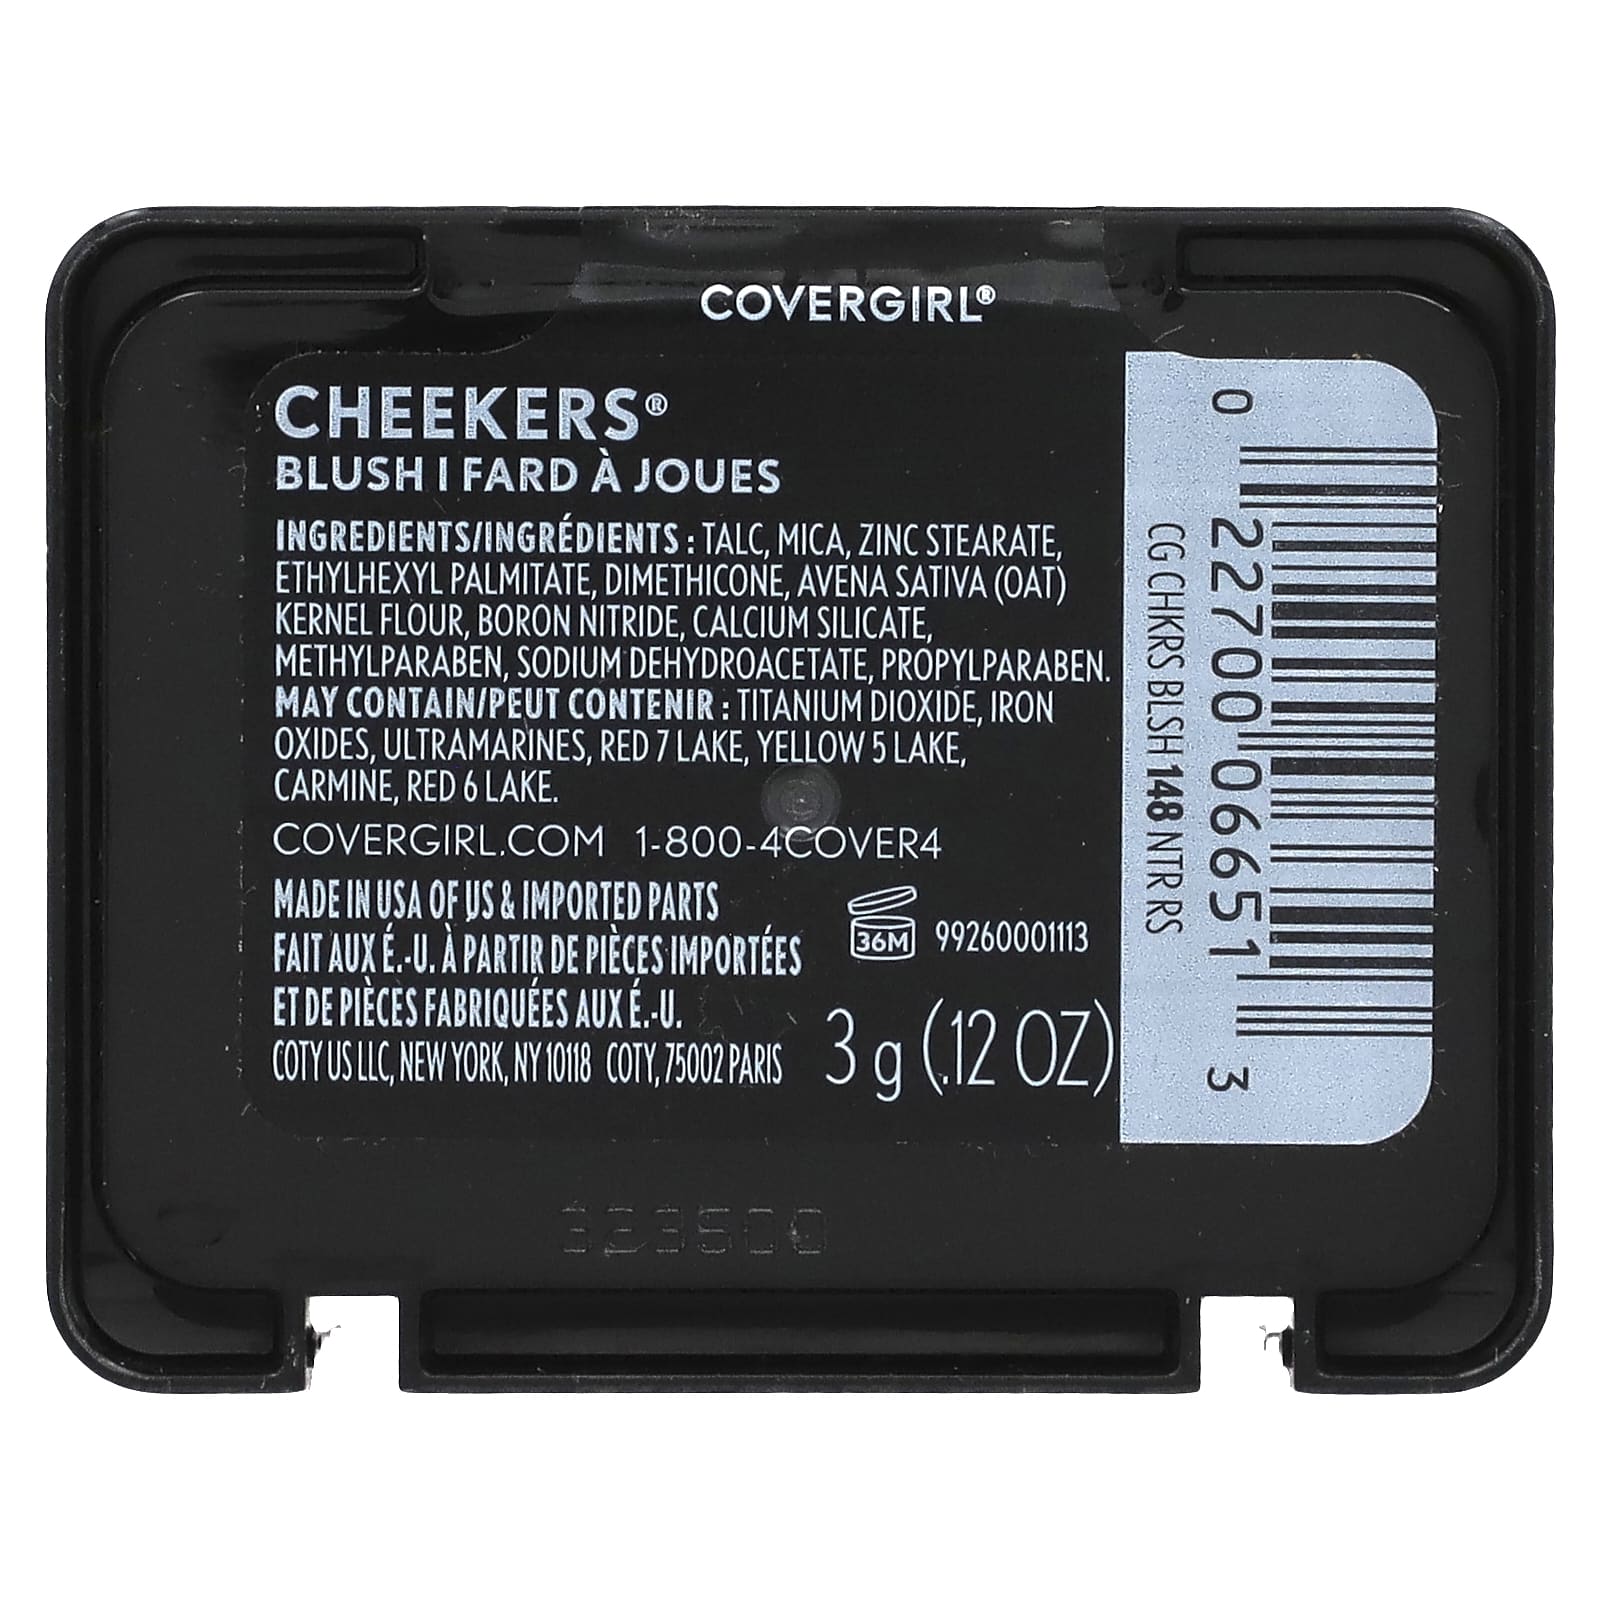 COVERGIRL®
CHEEKERS®
BLUSH | FARD À JOUES
INGREDIENTS/INGRÉDIENTS : TALC, MICA, ZINC STEARATE,
ETHYLHEXYL PALMITATE, DIMETHICONE, AVENA SATIVA (OAT)
KERNEL FLOUR, BORON NITRIDE, CALCIUM SILICATE,
METHYLPARABEN, SODIUM DEHYDROACETATE, PROPYLPARABEN.
MAY CONTAIN/PEUT CONTENIR : TITANIUM DIOXIDE, IRON
OXIDES, ULTRAMARINES, RED 7 LAKE, YELLOW 5 LAKE,
CARMINE, RED 6 LAKE.
COVERGIRL.COM 1-800-4COVER4
MADE IN USA OF US & IMPORTED PARTS
FAIT AUX É.-U. À PARTIR DE PIÈCES IMPORTÉES
ET DE PIÈCES FABRIQUÉES AUX É.-U.
COTY US LLC, NEW YORK, NY 10118 COTY, 75002 PARIS
36M 99260001113
3 g (.12 OZ)
0 22700 06651 3
CG CHKRS BLSH 148 NTR RS
323500